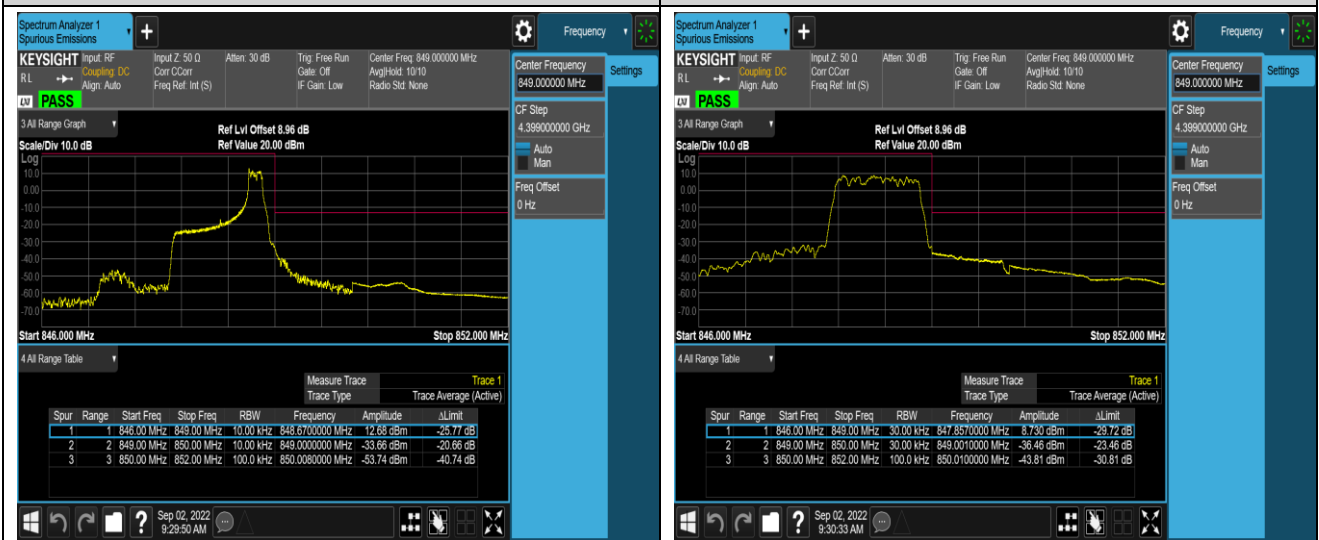 Spectrum Analyzer 1
Spurious Emissions
+
Frequency
KEYSIGHT Input: RF Input Z: 50 Ω Atten: 30 dB Trig: Free Run Center Freq: 849.000000 MHz
RL Coupling: DC Corr CCorr Gate: Off Avg|Hold: 10/10
Align: Auto Freq Ref: Int (S) IF Gain: Low Radio Std: None
LXI PASS
Center Frequency
849.000000 MHz
Settings
CF Step
4.399000000 GHz
Auto
Man
Freq Offset
0 Hz
3 All Range Graph
Ref Lvl Offset 8.96 dB
Scale/Div 10.0 dB Ref Value 20.00 dBm
Log
10.0
0.00
-10.0
-20.0
-30.0
-40.0
-50.0
-60.0
-70.0
Start 846.000 MHz Stop 852.000 MHz
4 All Range Table
Measure Trace Trace 1
Trace Type Trace Average (Active)
Spur Range Start Freq Stop Freq RBW Frequency Amplitude ΔLimit
1 1 846.00 MHz 849.00 MHz 10.00 kHz 848.6700000 MHz 12.68 dBm -25.77 dB
2 2 849.00 MHz 850.00 MHz 10.00 kHz 849.0000000 MHz -33.66 dBm -20.66 dB
3 3 850.00 MHz 852.00 MHz 100.0 kHz 850.0080000 MHz -53.74 dBm -40.74 dB
? Sep 02, 2022
9:29:50 AM
Spectrum Analyzer 1
Spurious Emissions
+
Frequency
KEYSIGHT Input: RF Input Z: 50 Ω Atten: 30 dB Trig: Free Run Center Freq: 849.000000 MHz
RL Coupling: DC Corr CCorr Gate: Off Avg|Hold: 10/10
Align: Auto Freq Ref: Int (S) IF Gain: Low Radio Std: None
LXI PASS
Center Frequency
849.000000 MHz
Settings
CF Step
4.399000000 GHz
Auto
Man
Freq Offset
0 Hz
3 All Range Graph
Ref Lvl Offset 8.96 dB
Scale/Div 10.0 dB Ref Value 20.00 dBm
Log
10.0
0.00
-10.0
-20.0
-30.0
-40.0
-50.0
-60.0
-70.0
Start 846.000 MHz Stop 852.000 MHz
4 All Range Table
Measure Trace Trace 1
Trace Type Trace Average (Active)
Spur Range Start Freq Stop Freq RBW Frequency Amplitude ΔLimit
1 1 846.00 MHz 849.00 MHz 30.00 kHz 847.8570000 MHz 8.730 dBm -29.72 dB
2 2 849.00 MHz 850.00 MHz 30.00 kHz 849.0010000 MHz -36.46 dBm -23.46 dB
3 3 850.00 MHz 852.00 MHz 100.0 kHz 850.0100000 MHz -43.81 dBm -30.81 dB
? Sep 02, 2022
9:30:33 AM